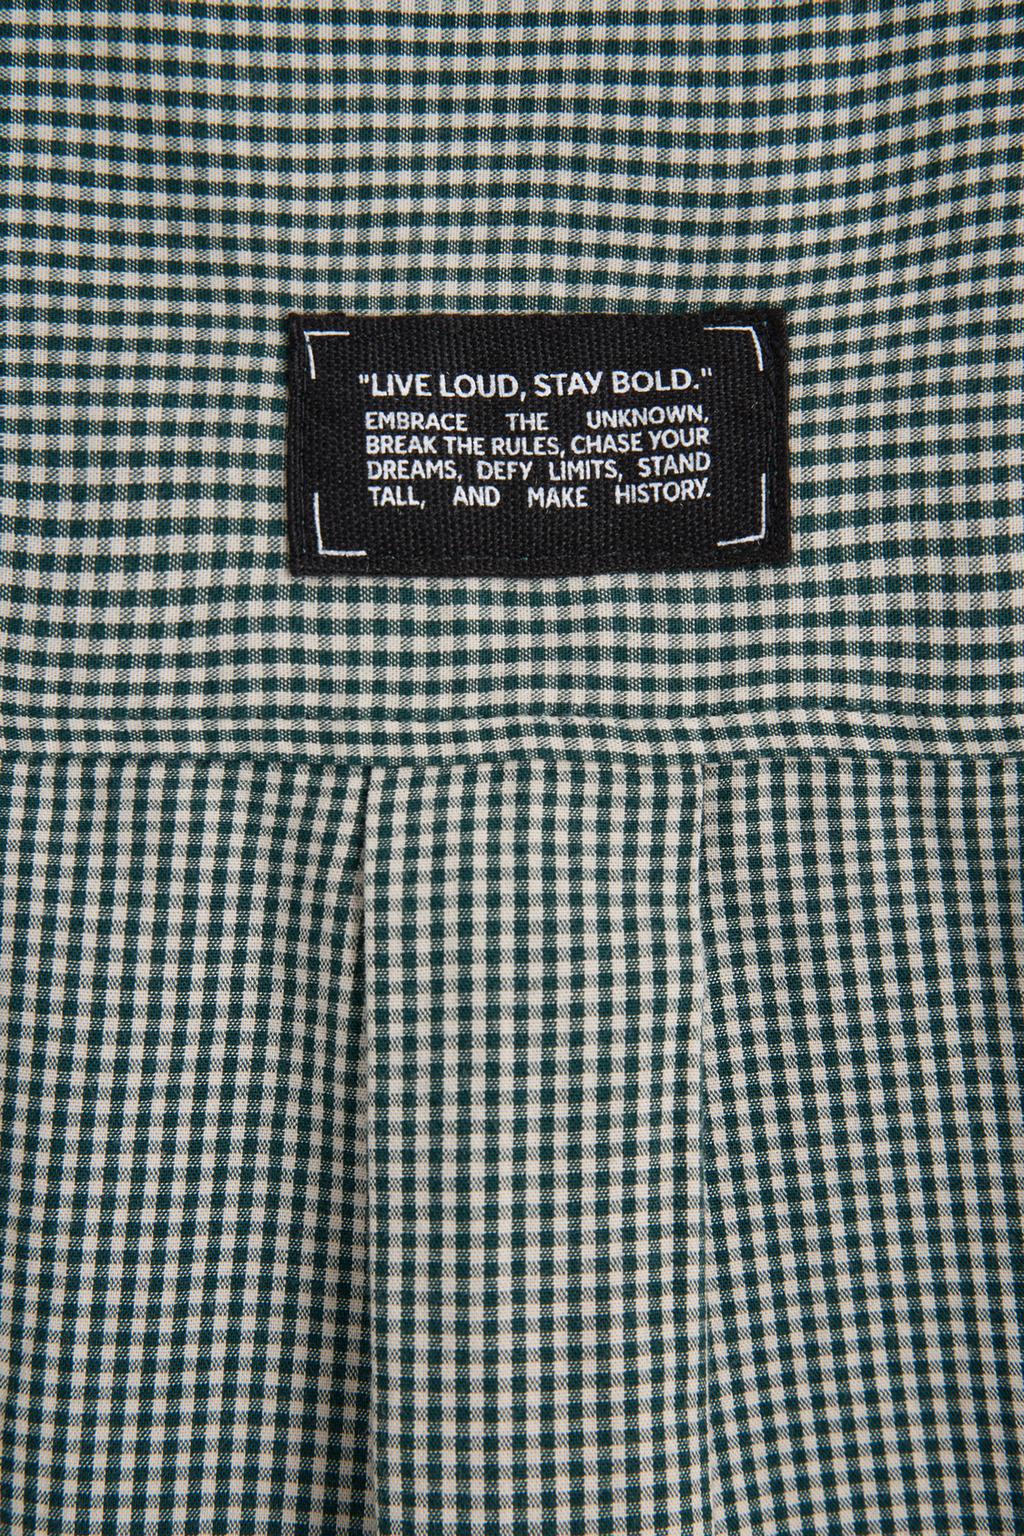 "LIVE LOUD, STAY BOLD."
EMBRACE THE UNKNOWN,
BREAK THE RULES, CHASE YOUR
DREAMS, DEFY LIMITS, STAND
TALL, AND MAKE HISTORY.